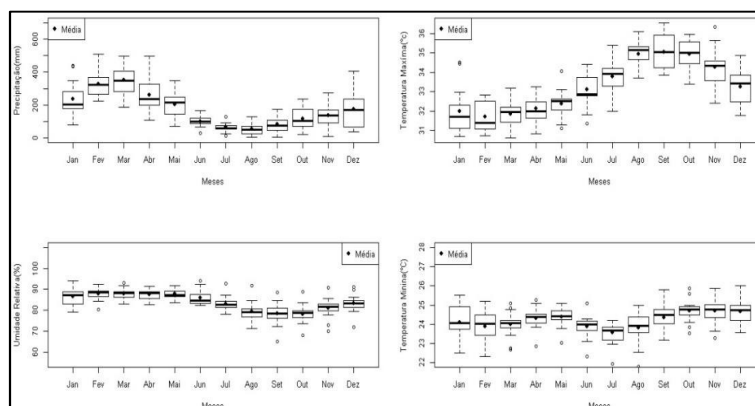 Média
Precipitação(mm)
600
400
200
0
Jan Fev Mar Abr Mai Jun Jul Ago Set Out Nov Dez
Meses
Média
Temperatura Maxima(°c)
36
35
34
33
32
31
Jan Fev Mar Abr Mai Jun Jul Ago Set Out Nov Dez
Meses
Média
Umidade Relativa(%)
100
90
80
70
60
Jan Fev Mar Abr Mai Jun Jul Ago Set Out Nov Dez
Meses
Média
Temperatura Minina(°C)
28
27
26
25
24
23
22
Jan Fev Mar Abr Mai Jun Jul Ago Set Out Nov Dez
Meses